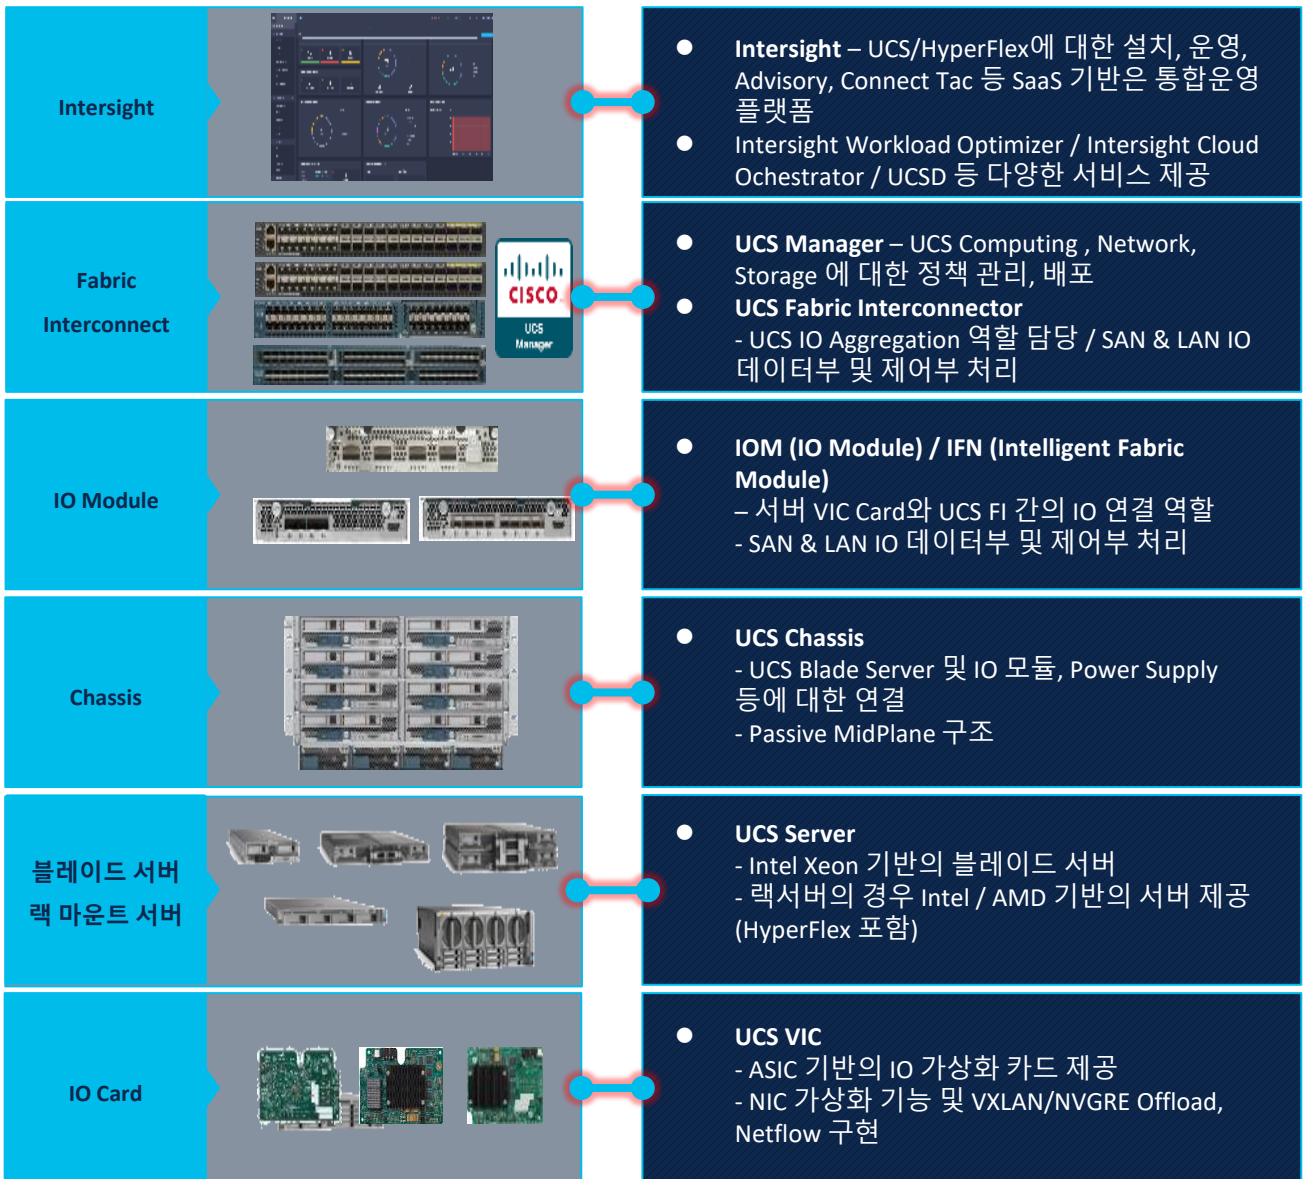 Intersight
● Intersight – UCS/HyperFlex에 대한 설치, 운영,
Advisory, Connect Tac 등 SaaS 기반은 통합운영
플랫폼
● Intersight Workload Optimizer / Intersight Cloud
Ochestrator / UCSD 등 다양한 서비스 제공
Fabric
Interconnect
CISCO
UCS
Manager
● UCS Manager – UCS Computing , Network,
Storage 에 대한 정책 관리, 배포
● UCS Fabric Interconnector
- UCS IO Aggregation 역할 담당 / SAN & LAN IO
데이터부 및 제어부 처리
IO Module
● IOM (IO Module) / IFN (Intelligent Fabric
Module)
– 서버 VIC Card와 UCS FI 간의 IO 연결 역할
- SAN & LAN IO 데이터부 및 제어부 처리
Chassis
● UCS Chassis
- UCS Blade Server 및 IO 모듈, Power Supply
등에 대한 연결
- Passive MidPlane 구조
블레이드 서버
랙 마운트 서버
● UCS Server
- Intel Xeon 기반의 블레이드 서버
- 랙서버의 경우 Intel / AMD 기반의 서버 제공
(HyperFlex 포함)
IO Card
● UCS VIC
- ASIC 기반의 IO 가상화 카드 제공
- NIC 가상화 기능 및 VXLAN/NVGRE Offload,
Netflow 구현